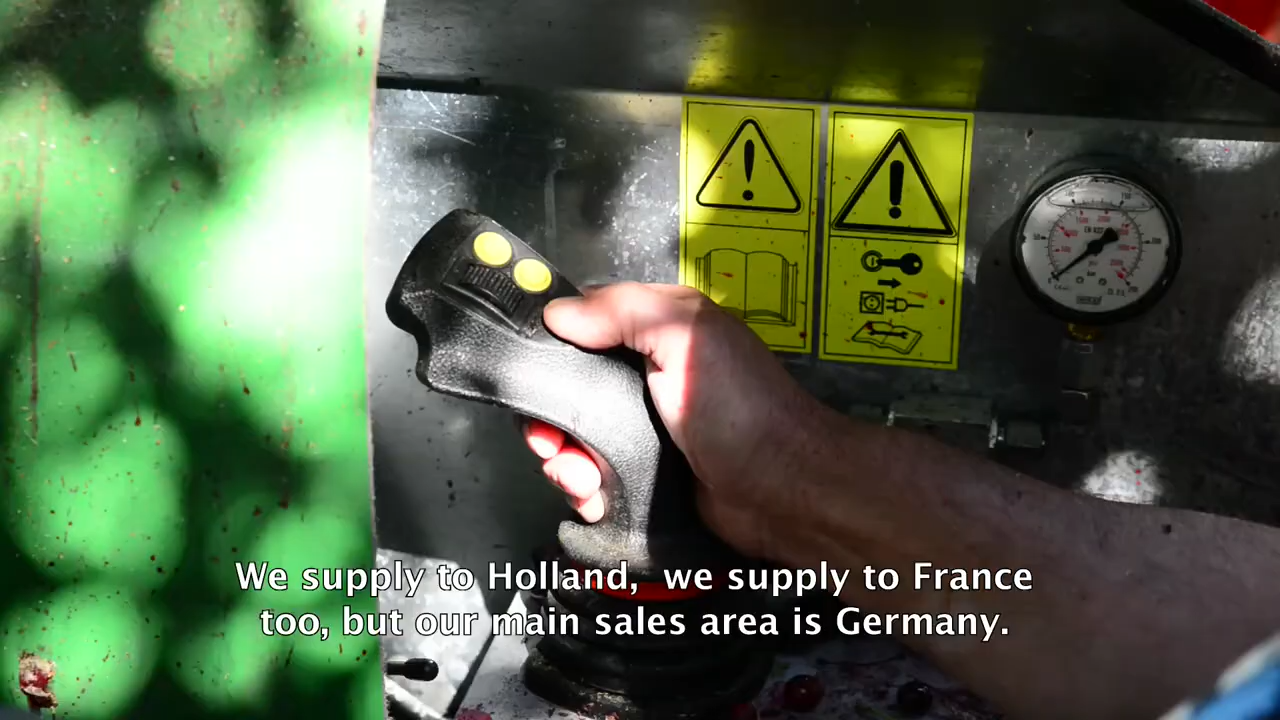 We supply to Holland,  we supply to France
too, but our main sales area is Germany.